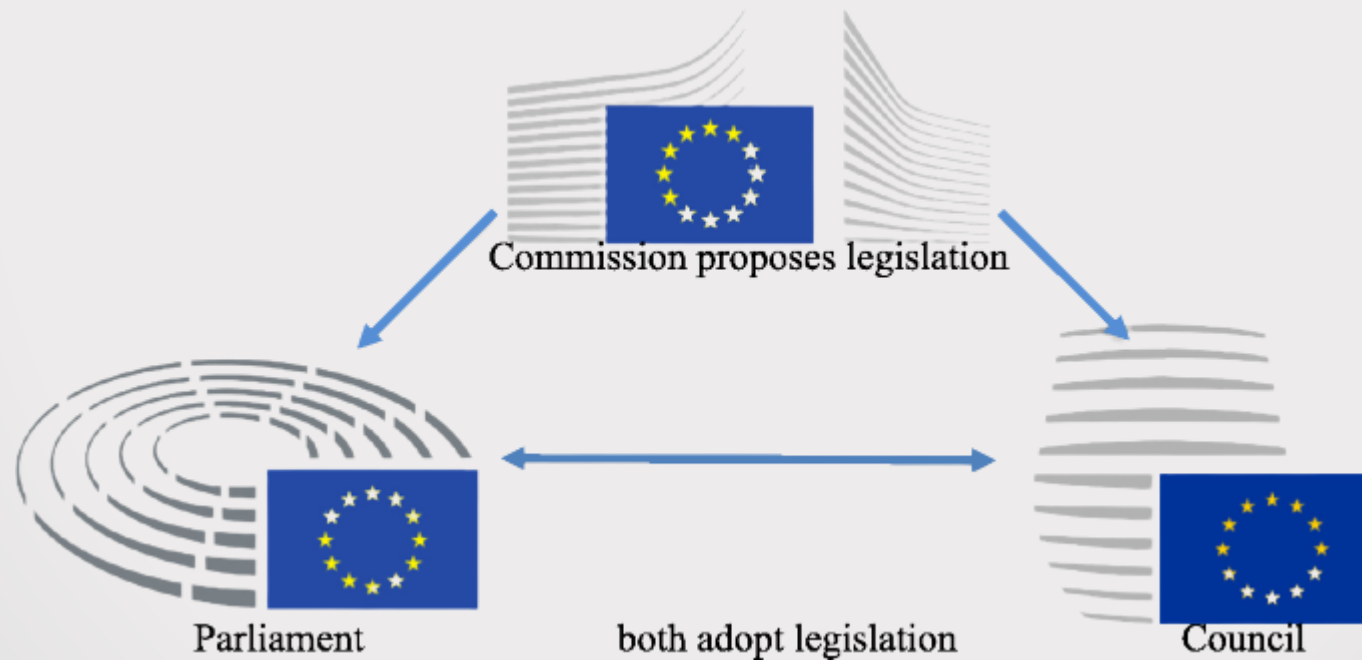 Commission proposes legislation
Parliament
both adopt legislation
Council